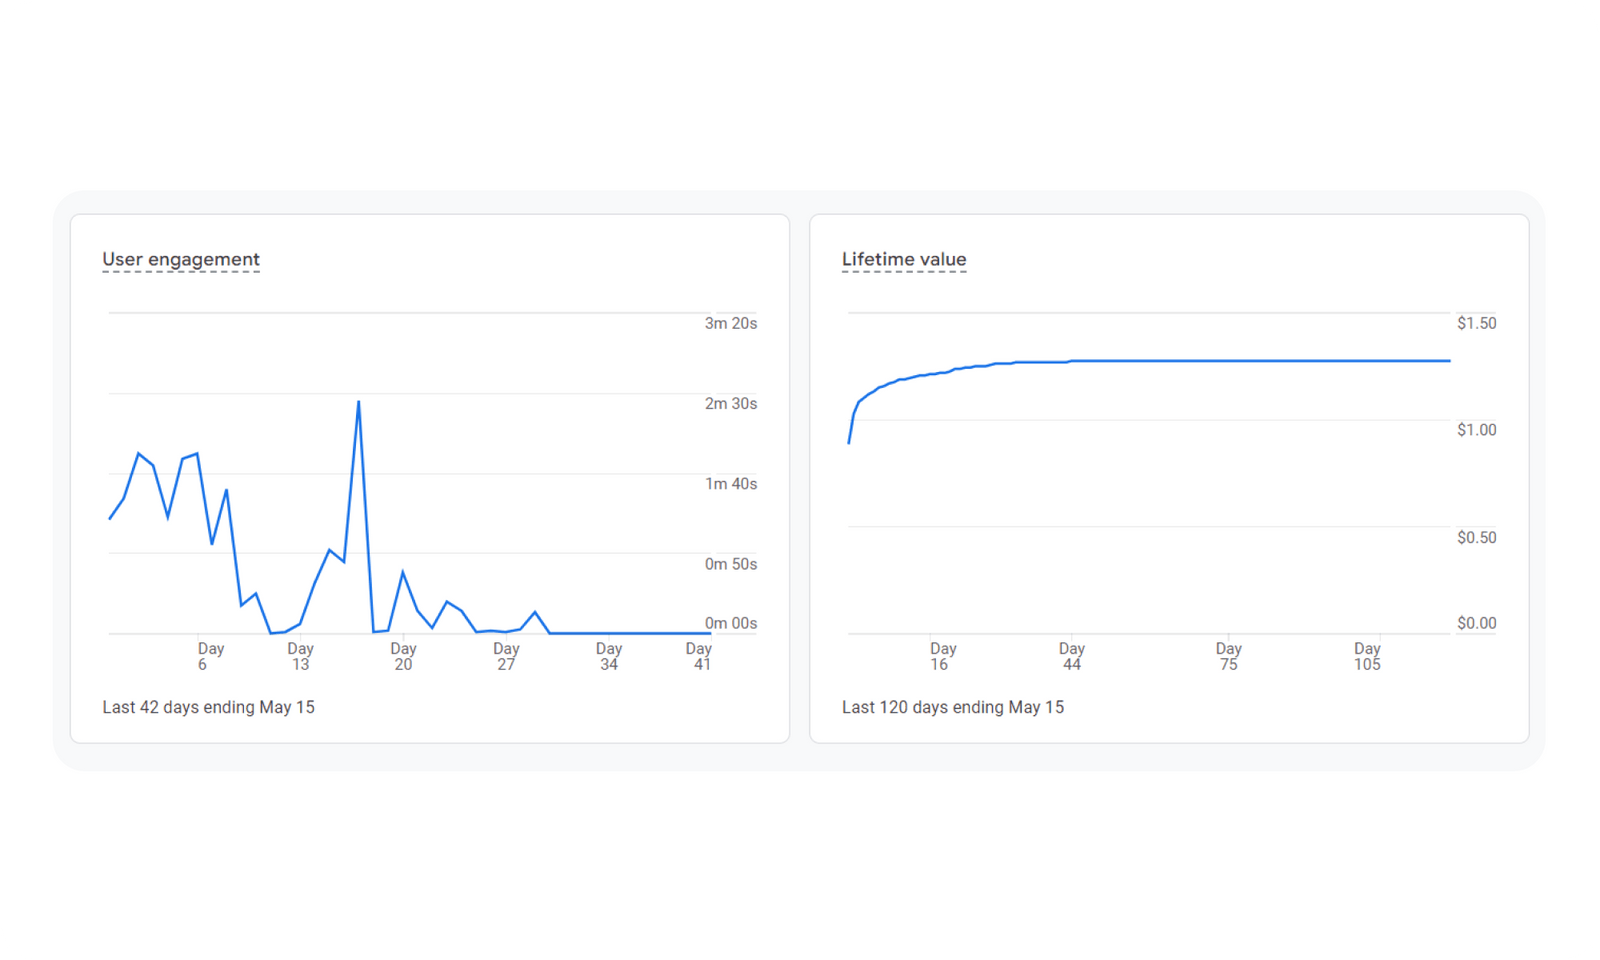 User engagement
3m 20s
2m 30s
1m 40s
0m 50s
0m 00s
Day 6
Day 13
Day 20
Day 27
Day 34
Day 41
Last 42 days ending May 15
Lifetime value
$1.50
$1.00
$0.50
$0.00
Day 16
Day 44
Day 75
Day 105
Last 120 days ending May 15